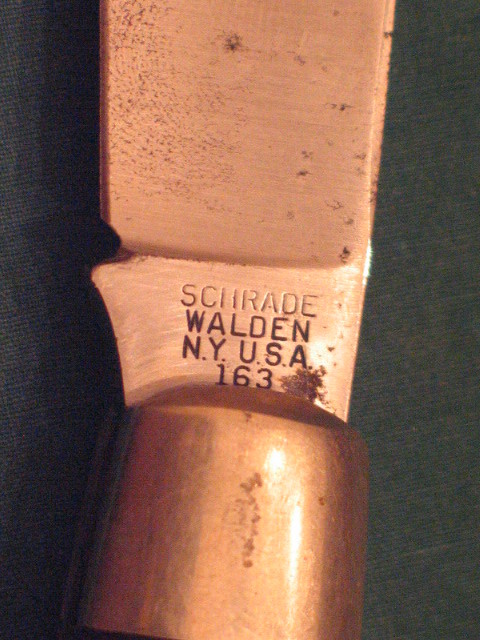 SCHRADE
WALDEN
N.Y. U.S.A.
163